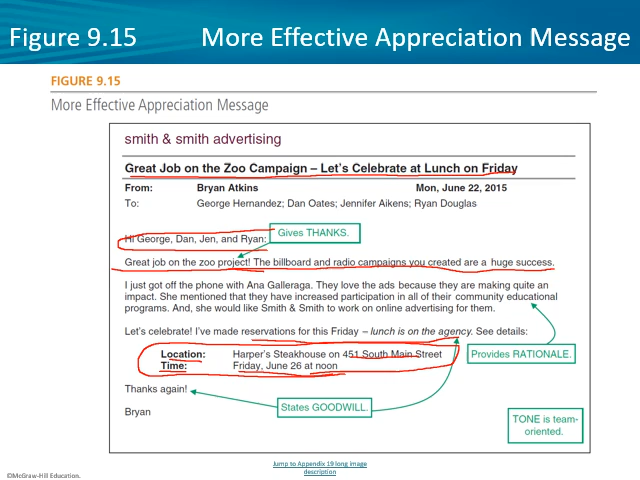 Figure 9.15 More Effective Appreciation Message
FIGURE 9.15
More Effective Appreciation Message
smith & smith advertising
Great Job on the Zoo Campaign – Let's Celebrate at Lunch on Friday
From: Bryan Atkins Mon, June 22, 2015
To: George Hernandez; Dan Oates; Jennifer Aikens; Ryan Douglas
Gives THANKS.
Hi George, Dan, Jen, and Ryan:
Great job on the zoo project! The billboard and radio campaigns you created are a huge success.
I just got off the phone with Ana Galleraga. They love the ads because they are making quite an
impact. She mentioned that they have increased participation in all of their community educational
programs. And, she would like Smith & Smith to work on online advertising for them.
Let's celebrate! I've made reservations for this Friday – lunch is on the agency. See details:
Location: Harper's Steakhouse on 451 South Main Street
Time: Friday, June 26 at noon
Provides RATIONALE.
Thanks again!
States GOODWILL.
Bryan
TONE is team-
oriented.
Jump to Appendix 19 long image
description
©McGraw-Hill Education.